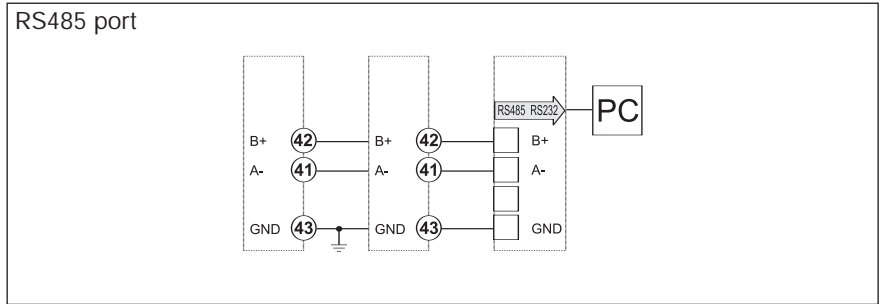 RS485 port
RS485 RS232 PC
B+ 42 B+ 42 B+
A- 41 A- 41 A-
GND 43 GND 43 GND